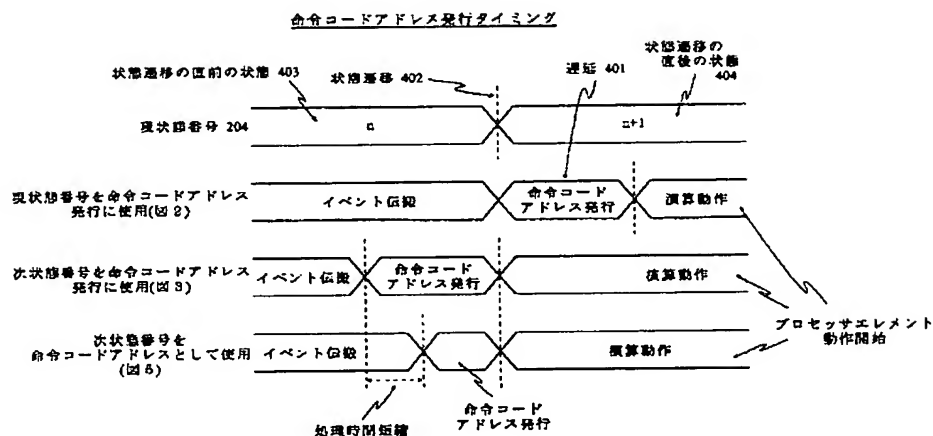 命令コードアドレス発行タイミング
状態遷移の直前の状態 403
状態遷移 402
遅延 401
状態遷移の
直後の状態
404
現状態番号 204
n
n+1
現状態番号を命令コードアドレス
発行に使用(図2)
イベント伝搬
命令コード
アドレス発行
演算動作
次状態番号を命令コードアドレス
発行に使用(図3)
イベント伝搬
命令コード
アドレス発行
演算動作
次状態番号を
命令コードアドレスとして使用
(図5)
イベント伝搬
演算動作
プロセッサエレメント
動作開始
処理時間短縮
命令コード
アドレス発行